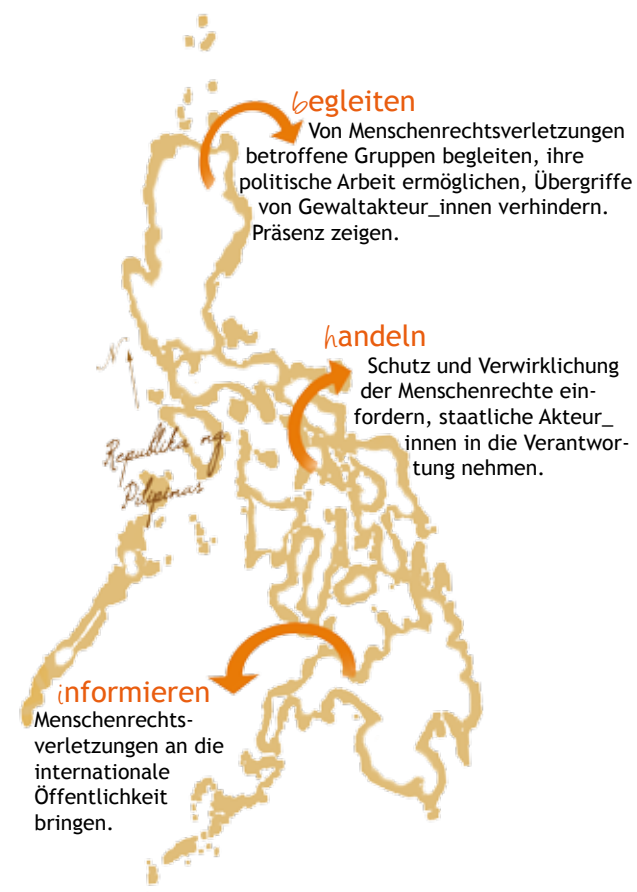 begleiten
Von Menschenrechtsverletzungen
betroffene Gruppen begleiten, ihre
politische Arbeit ermöglichen, Übergriffe
von Gewaltakteur_innen verhindern.
Präsenz zeigen.
handeln
Schutz und Verwirklichung
der Menschenrechte ein-
fordern, staatliche Akteur_
innen in die Verantwor-
tung nehmen.
N
Republika ng
Pilipinas
informieren
Menschenrechts-
verletzungen an die
internationale
Öffentlichkeit
bringen.